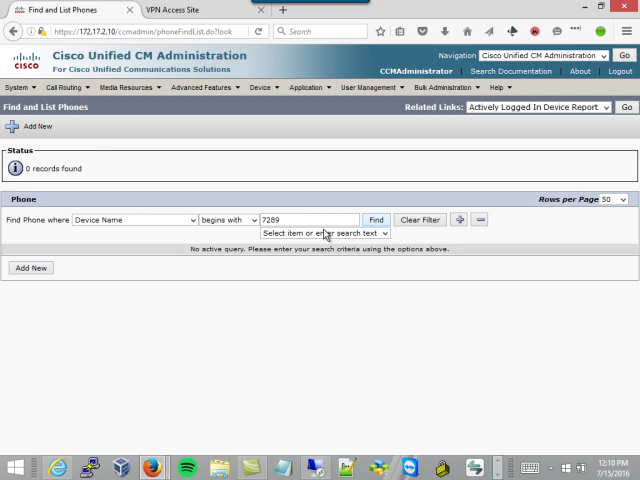 Find and List Phones
VPN Access Site
https://172.17.2.10/ccmadmin/phoneFindList.do?look
Search
CISCO
Cisco Unified CM Administration
For Cisco Unified Communications Solutions
Navigation Cisco Unified CM Administration Go
CCMAdministrator Search Documentation About Logout
System Call Routing Media Resources Advanced Features Device Application User Management Bulk Administration Help
Find and List Phones
Related Links: Actively Logged In Device Report Go
Add New
Status
0 records found
Phone
Rows per Page 50
Find Phone where Device Name begins with 7289 Find Clear Filter
Select item or enter search text
No active query. Please enter your search criteria using the options above.
Add New
12:10 PM
7/15/2016